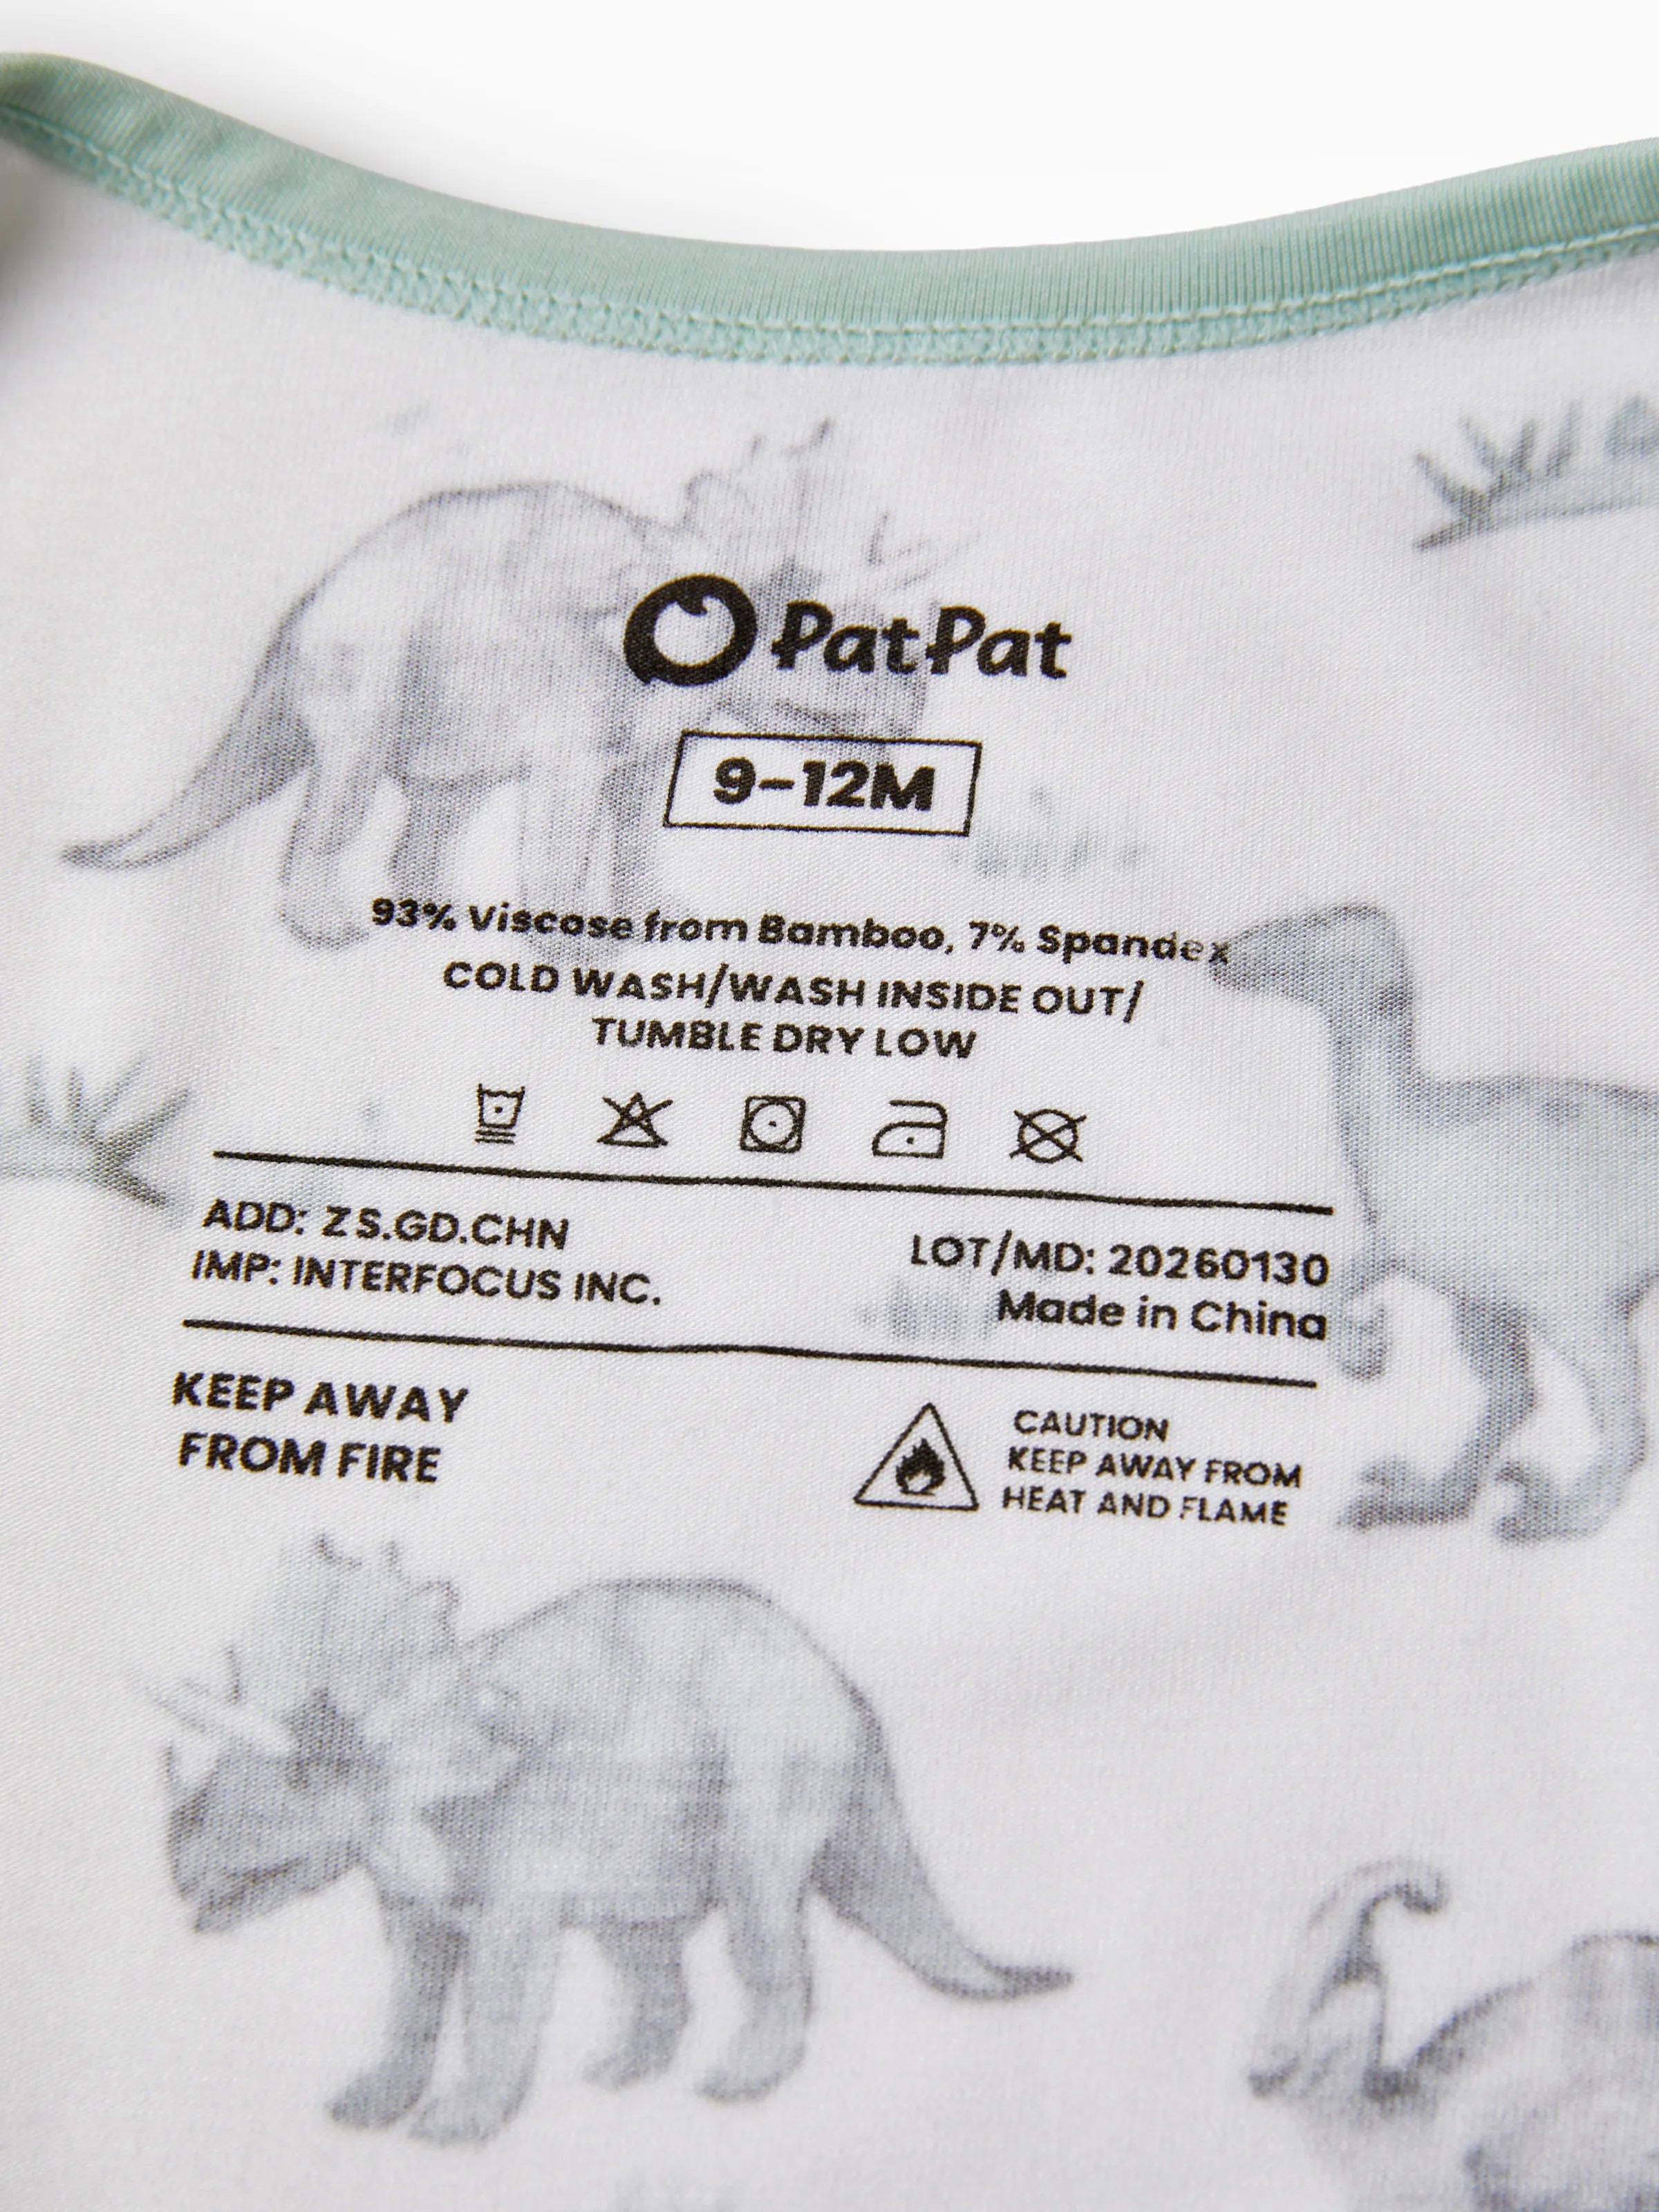 PatPat
9-12M
93% Viscose from Bamboo, 7% Spandex
COLD WASH/WASH INSIDE OUT/
TUMBLE DRY LOW
ADD: ZS.GD.CHN
IMP: INTERFOCUS INC.
LOT/MD: 20260130
Made in China
KEEP AWAY
FROM FIRE
CAUTION
KEEP AWAY FROM
HEAT AND FLAME